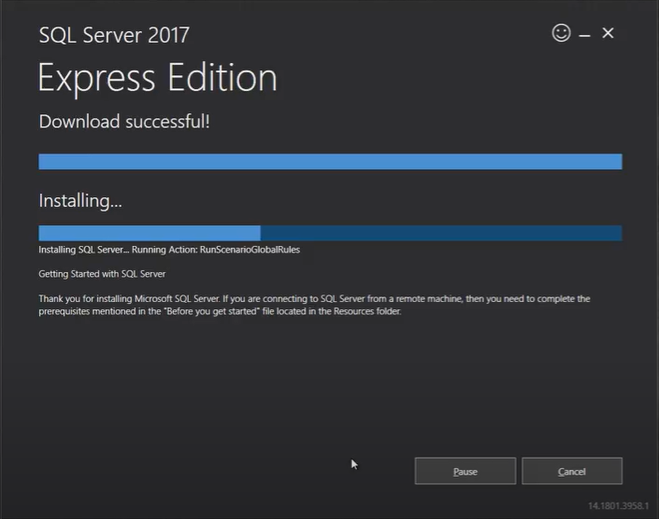 SQL Server 2017
Express Edition
Download successful!
Installing...
Installing SQL Server... Running Action: RunScenarioGlobalRules
Getting Started with SQL Server
Thank you for installing Microsoft SQL Server. If you are connecting to SQL Server from a remote machine, then you need to complete the
prerequisites mentioned in the "Before you get started" file located in the Resources folder.
Pause
Cancel
14.1801.3958.1